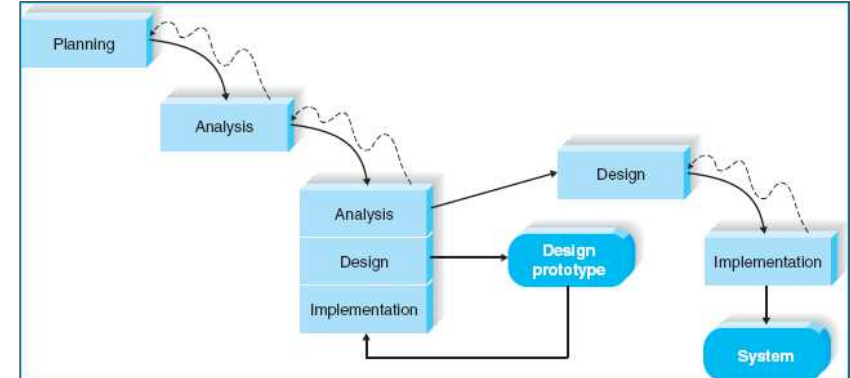 Planning
Analysis
Analysis
Design
Implementation
Design
prototype
Design
Implementation
System